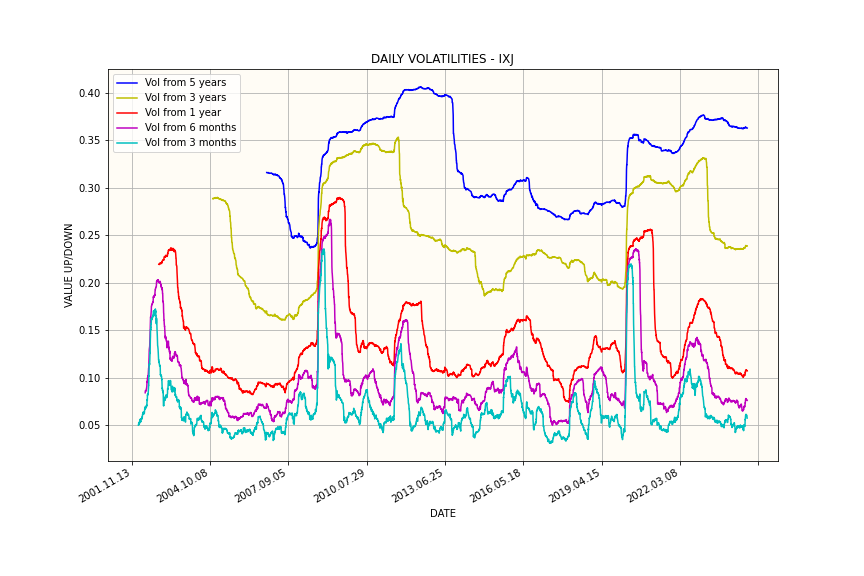 DAILY VOLATILITIES - IXJ
Vol from 5 years
Vol from 3 years
Vol from 1 year
Vol from 6 months
Vol from 3 months
VALUE UP/DOWN
0.40
0.35
0.30
0.25
0.20
0.15
0.10
0.05
2001.11.13
2004.10.08
2007.09.05
2010.07.29
2013.06.25
2016.05.18
2019.04.15
2022.03.08
DATE